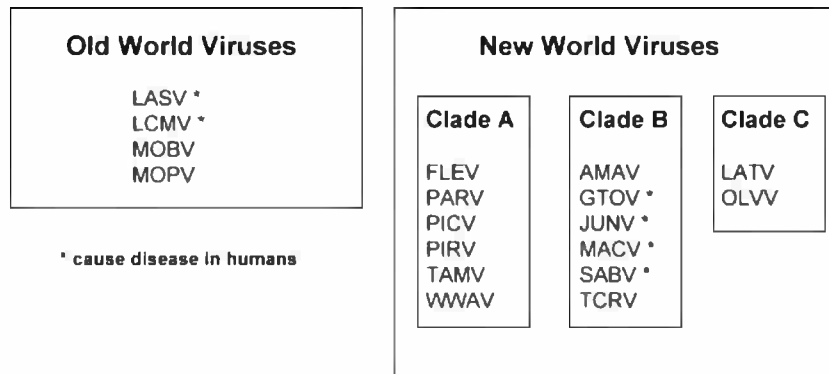 Old World Viruses
LASV *
LCMV *
MOBV
MOPV
* cause disease in humans
New World Viruses
Clade A
FLEV
PARV
PICV
PIRV
TAMV
WWAV
Clade B
AMAV
GTOV *
JUNV *
MACV *
SABV *
TCRV
Clade C
LATV
OLVV